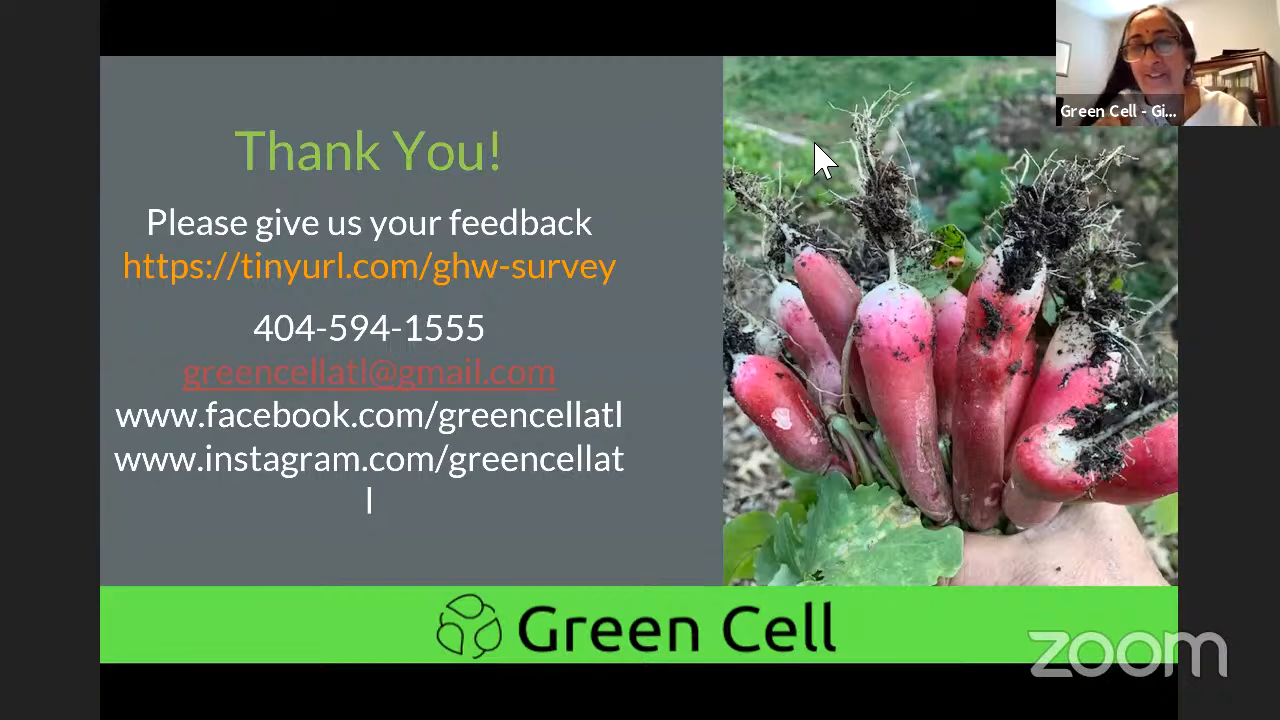 Thank You!
Please give us your feedback
https://tinyurl.com/ghw-survey
404-594-1555
greencellatl@gmail.com
www.facebook.com/greencellatl
www.instagram.com/greencellat
l
Green Cell - Gi...
Green Cell
zoom